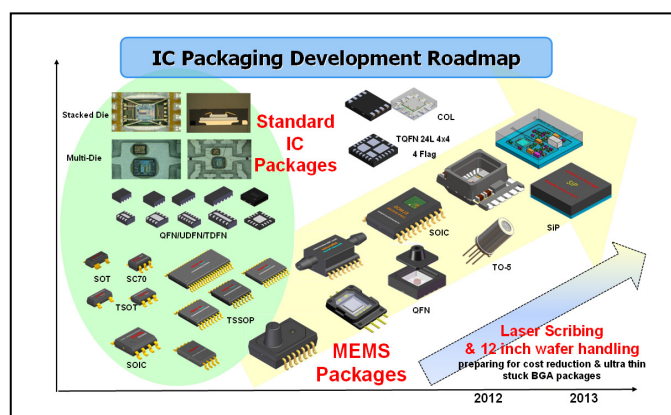 IC Packaging Development Roadmap
Stacked Die
Multi-Die
Standard
IC
Packages
COL
TQFN 24L 4x4
4 Flag
QFN/UDFN/TDFN
SOT
SC70
TSOT
TSSOP
SOIC
SOIC
QFN
TO-5
SiP
SiP
MEMS
Packages
Laser Scribing
& 12-inch wafer handling
preparing for cost reduction & ultra thin
stuck BGA packages
2012
2013